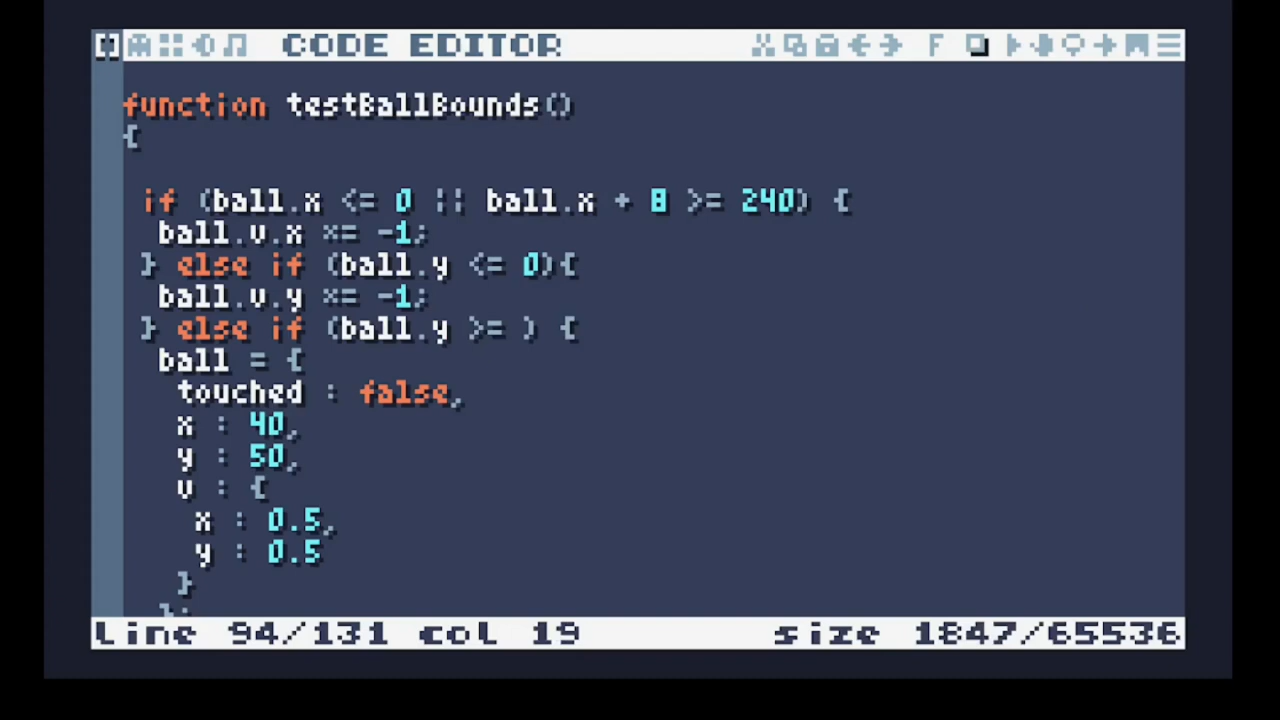 CODE EDITOR F
function testBallBounds()
{
if (ball.x <= 0 || ball.x + 8 >= 240) {
ball.v.x *= -1;
} else if (ball.y <= 0){
ball.v.y *= -1;
} else if (ball.y >= ) {
ball = {
touched : false,
x : 40,
y : 50,
v : {
x : 0.5,
y : 0.5
}
};
line 94/131 col 19 size 1847/65536